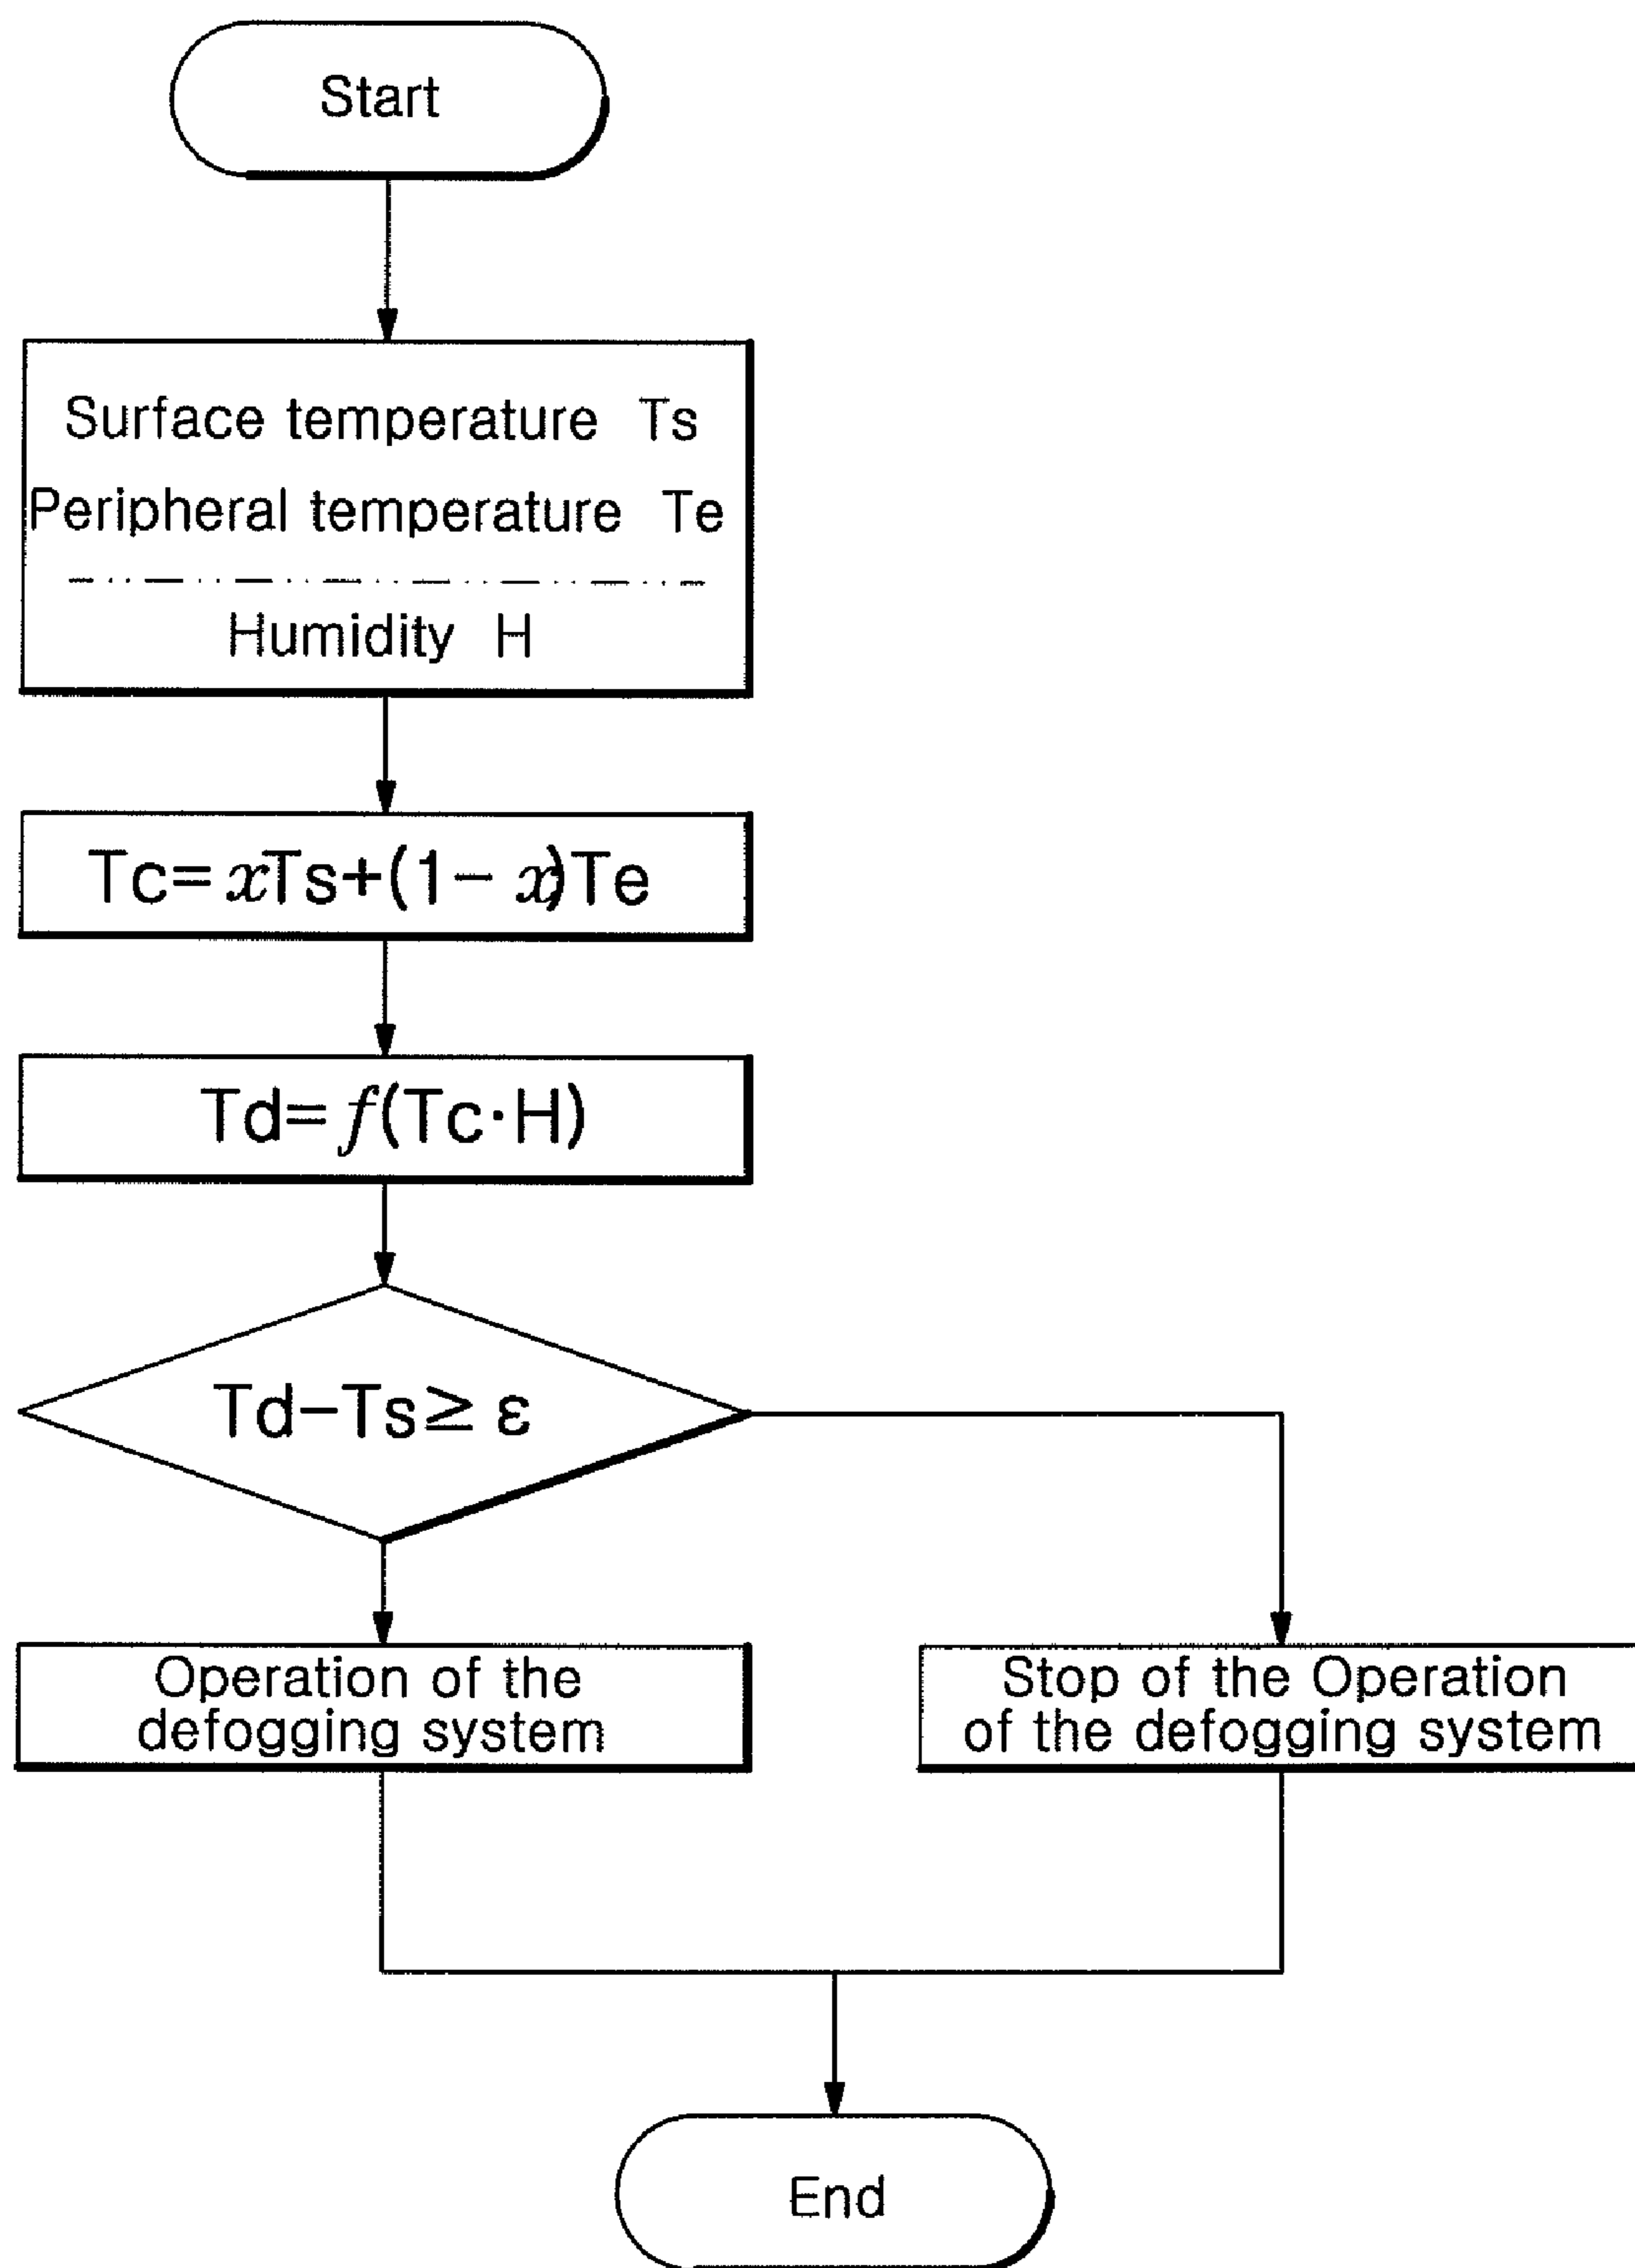 Start
Surface temperature Ts
Peripheral temperature Te
Humidity H
Tc=xTs+(1-x)Te
Td=f(Tc·H)
Td-Ts≥ε
Operation of the
defogging system
Stop of the Operation
of the defogging system
End